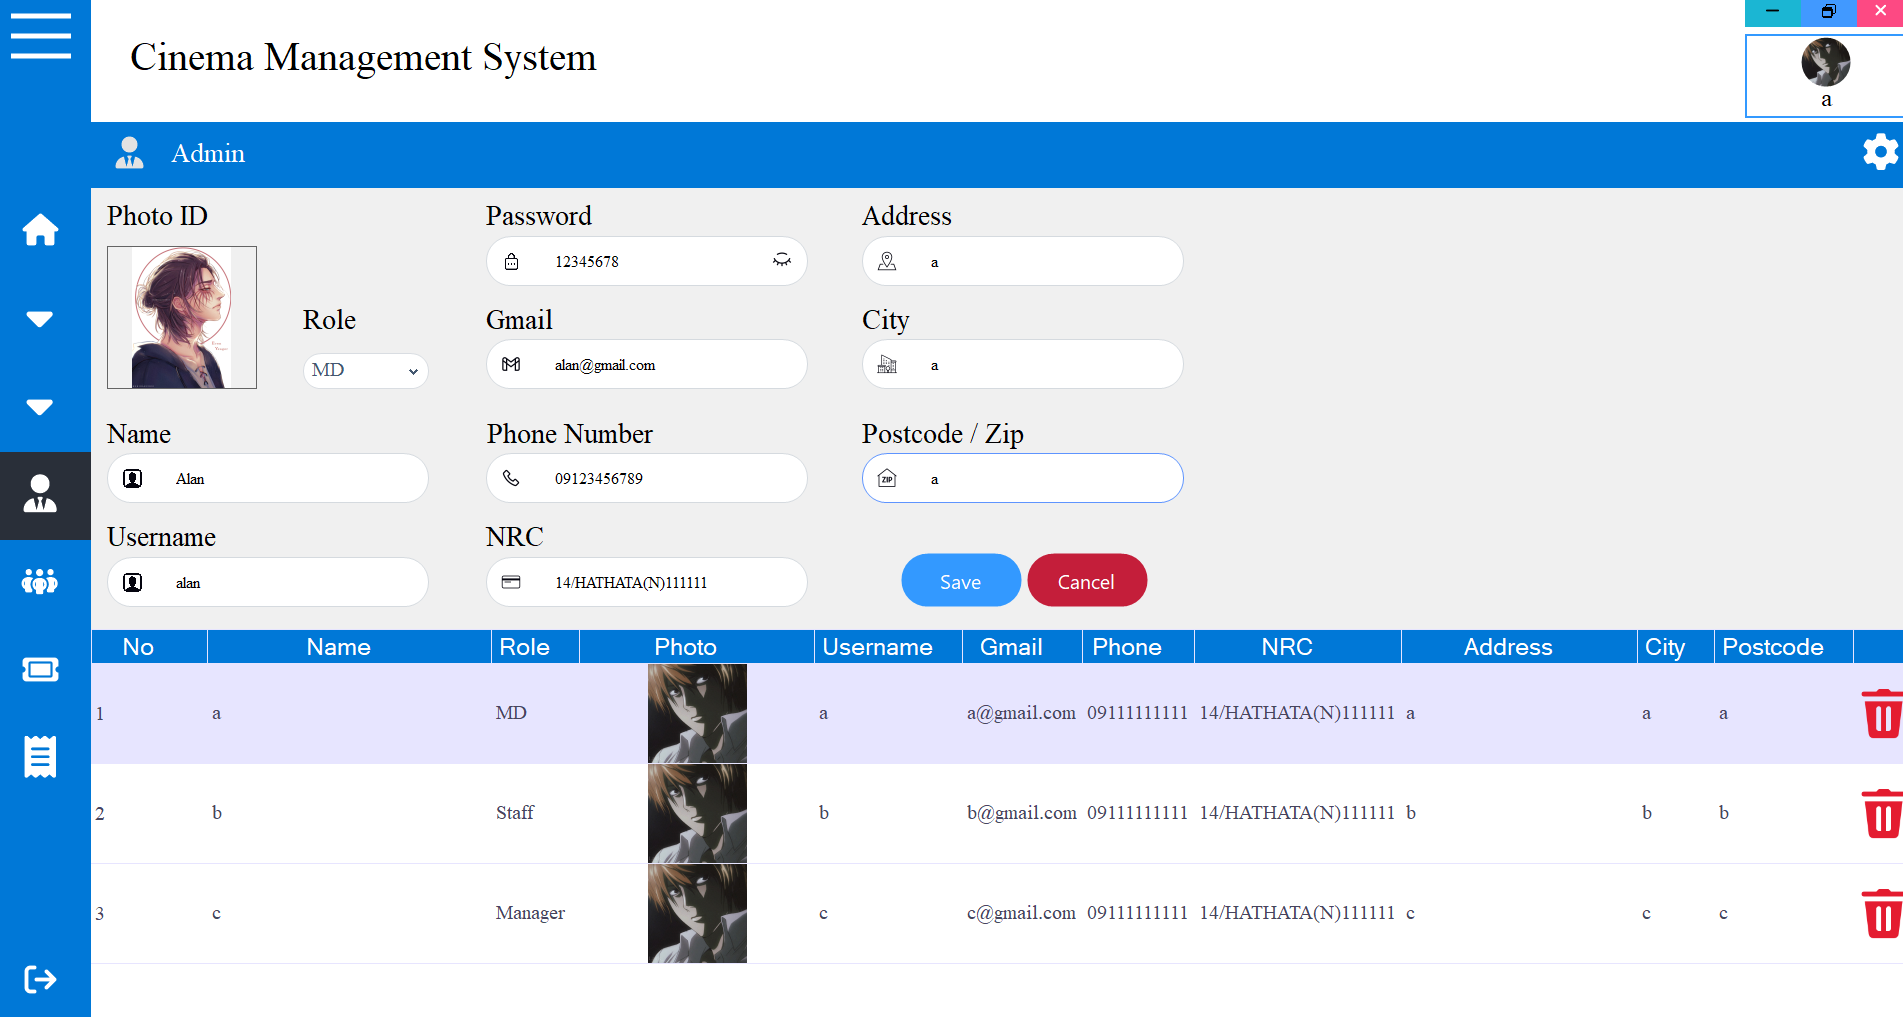 Cinema Management System
a
Admin
Photo ID
Password
Address
12345678
a
Role
Gmail
City
MD
alan@gmail.com
a
Name
Phone Number
Postcode / Zip
Alan
09123456789
ZIP
a
Username
NRC
alan
14/HATHATA(N)111111
Save
Cancel
No Name Role Photo Username Gmail Phone NRC Address City Postcode
1 a MD a a@gmail.com 09111111111 14/HATHATA(N)111111 a a a
2 b Staff b b@gmail.com 09111111111 14/HATHATA(N)111111 b b b
3 c Manager c c@gmail.com 09111111111 14/HATHATA(N)111111 c c c